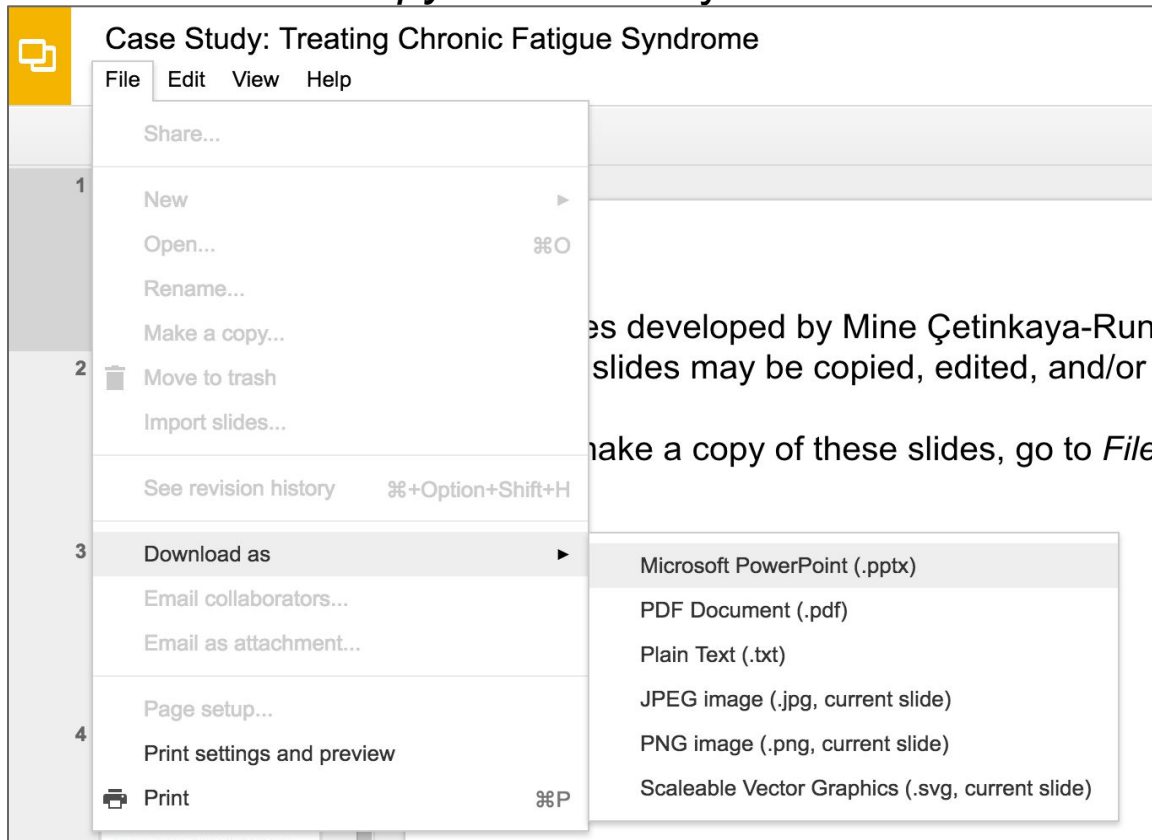 Case Study: Treating Chronic Fatigue Syndrome
File Edit View Help
Share...
1
New ►
Open... ⌘O
Rename...
Make a copy...
2
Move to trash
Import slides...
See revision history ⌘+Option+Shift+H
3
Download as ►
Email collaborators...
Email as attachment...
Page setup...
4
Print settings and preview
Print ⌘P
es developed by Mine Çetinkaya-Run
slides may be copied, edited, and/or
make a copy of these slides, go to File
Microsoft PowerPoint (.pptx)
PDF Document (.pdf)
Plain Text (.txt)
JPEG image (.jpg, current slide)
PNG image (.png, current slide)
Scaleable Vector Graphics (.svg, current slide)